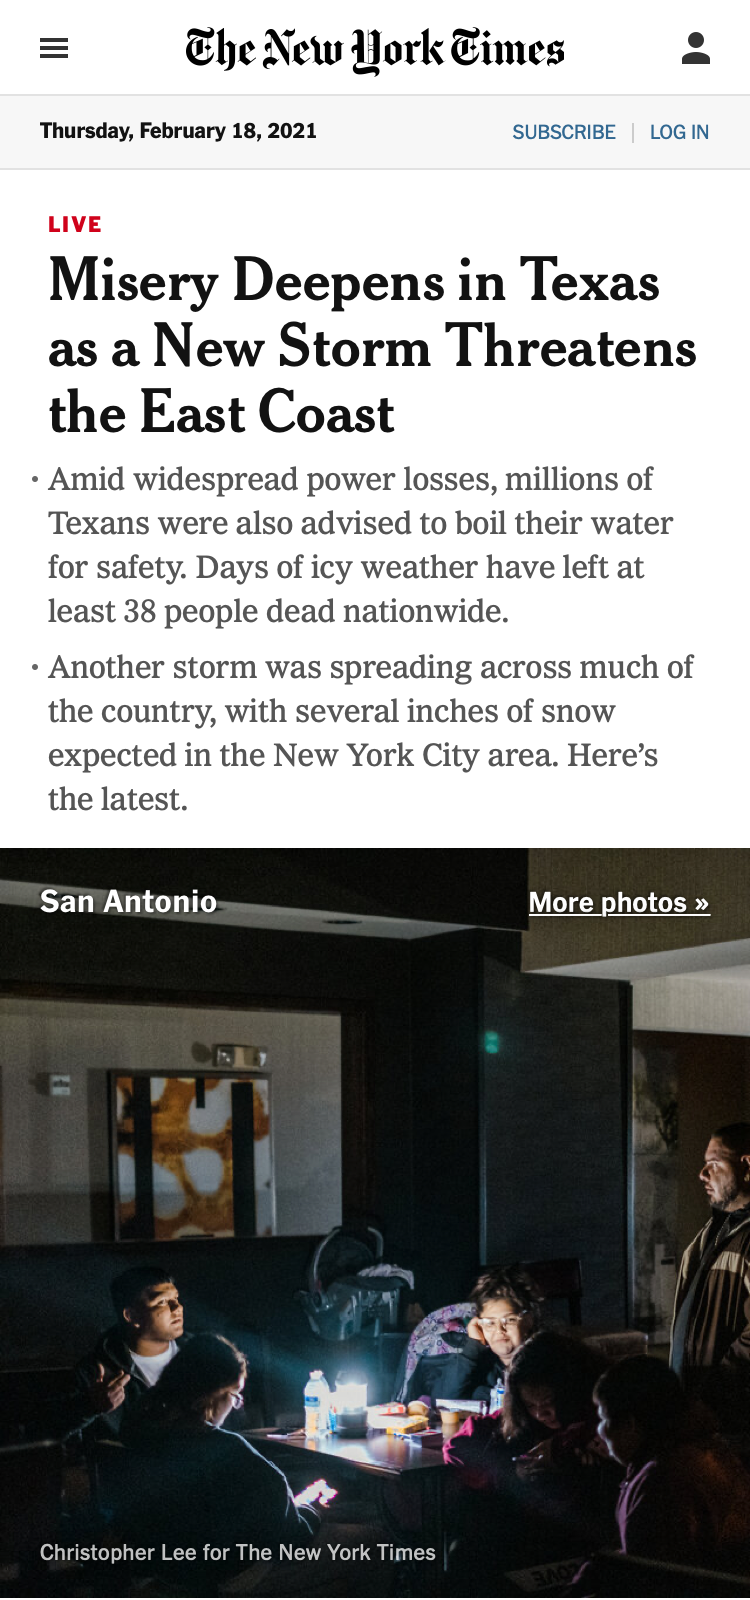 The New York Times
Thursday, February 18, 2021
SUBSCRIBE | LOG IN
LIVE
Misery Deepens in Texas
as a New Storm Threatens
the East Coast
• Amid widespread power losses, millions of
Texans were also advised to boil their water
for safety. Days of icy weather have left at
least 38 people dead nationwide.
• Another storm was spreading across much of
the country, with several inches of snow
expected in the New York City area. Here’s
the latest.
San Antonio
More photos »
Christopher Lee for The New York Times